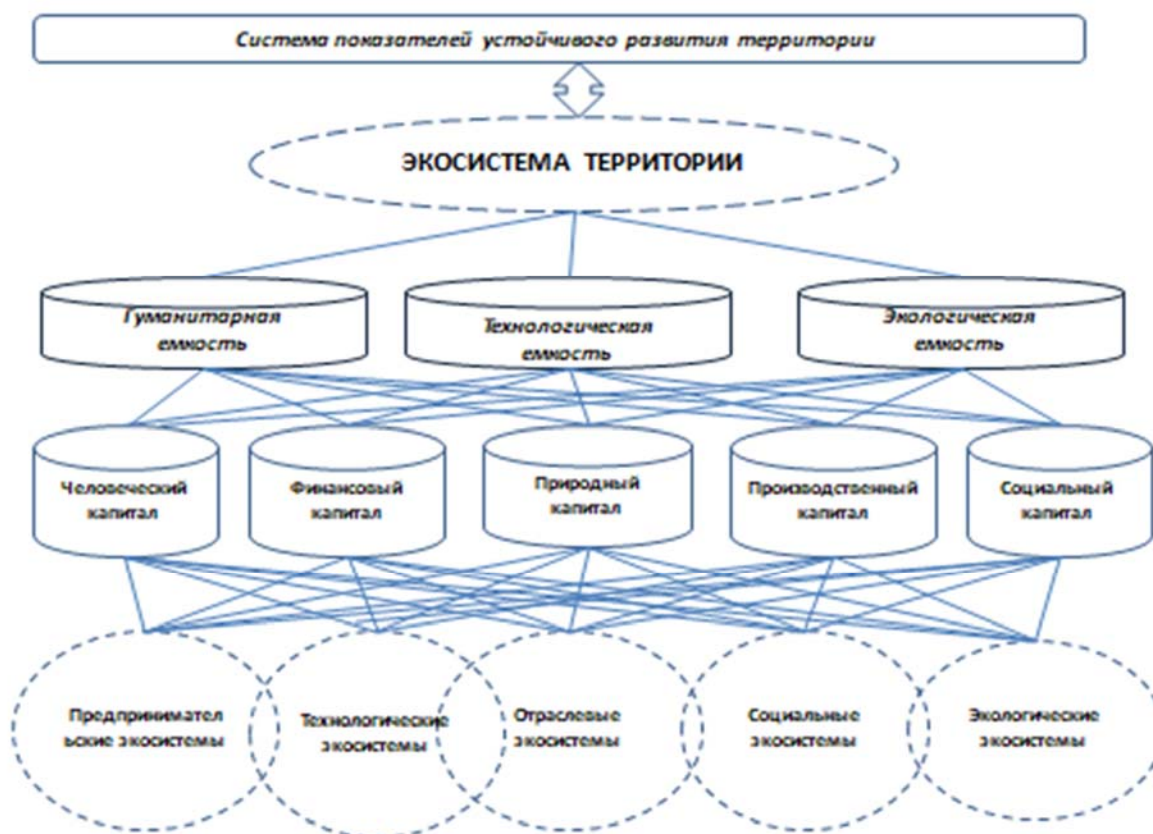 Система показателей устойчивого развития территории
ЭКОСИСТЕМА ТЕРРИТОРИИ
Гуманитарная
емкость
Технологическая
емкость
Экологическая
емкость
Человеческий
капитал
Финансовый
капитал
Природный
капитал
Производственный
капитал
Социальный
капитал
Предпринимател
ьские экосистемы
Технологические
экосистемы
Отраслевые
экосистемы
Социальные
экосистемы
Экологические
экосистемы